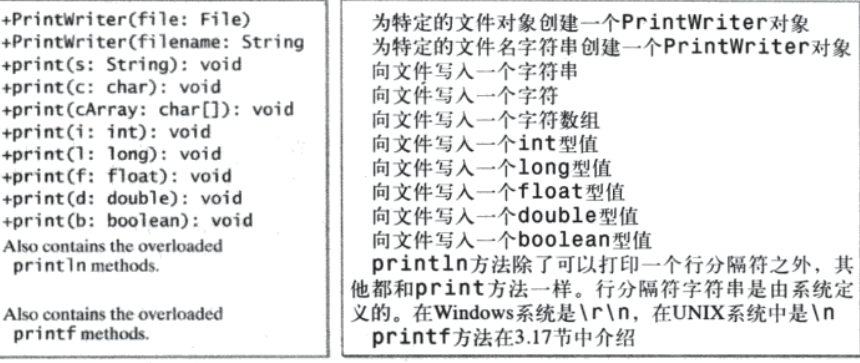 +PrintWriter(file: File)
+PrintWriter(filename: String
+print(s: String): void
+print(c: char): void
+print(cArray: char[]): void
+print(i: int): void
+print(l: long): void
+print(f: float): void
+print(d: double): void
+print(b: boolean): void
Also contains the overloaded
println methods.
Also contains the overloaded
printf methods.
为特定的文件对象创建一个PrintWriter对象
为特定的文件名字符串创建一个PrintWriter对象
向文件写入一个字符串
向文件写入一个字符
向文件写入一个字符数组
向文件写入一个int型值
向文件写入一个long型值
向文件写入一个float型值
向文件写入一个double型值
向文件写入一个boolean型值
println方法除了可以打印一个行分隔符之外，其
他都和print方法一样。行分隔符字符串是由系统定
义的。在Windows系统是\r\n，在UNIX系统中是\n
printf方法在3.17节中介绍